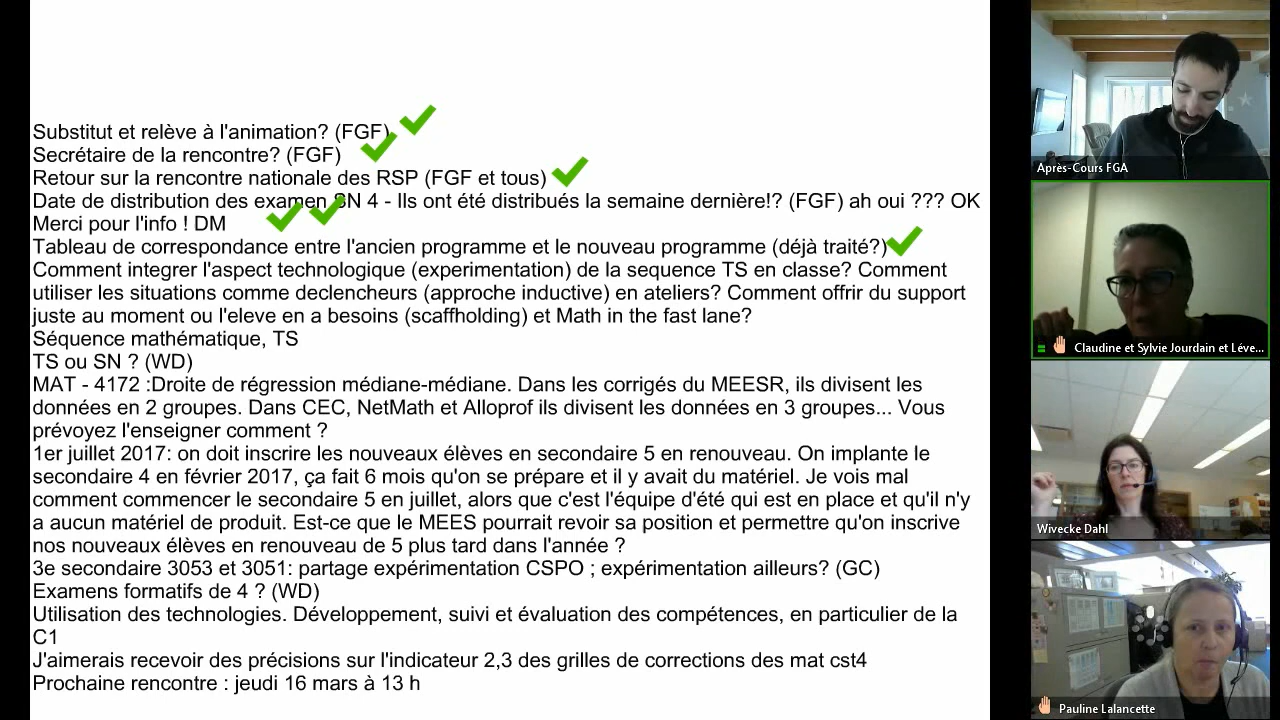 Substitut et relève à l'animation? (FGF)
Secrétaire de la rencontre? (FGF)
Retour sur la rencontre nationale des RSP (FGF et tous)
Date de distribution des examen SN 4 - Ils ont été distribués la semaine dernière!? (FGF) ah oui ??? OK
Merci pour l'info ! DM
Tableau de correspondance entre l'ancien programme et le nouveau programme (déjà traité?)
Comment integrer l'aspect technologique (experimentation) de la sequence TS en classe? Comment
utiliser les situations comme declencheurs (approche inductive) en ateliers? Comment offrir du support
juste au moment ou l'eleve en a besoins (scaffholding) et Math in the fast lane?
Séquence mathématique, TS
TS ou SN ? (WD)
MAT - 4172 :Droite de régression médiane-médiane. Dans les corrigés du MEESR, ils divisent les
données en 2 groupes. Dans CEC, NetMath et Alloprof ils divisent les données en 3 groupes... Vous
prévoyez l'enseigner comment ?
1er juillet 2017: on doit inscrire les nouveaux élèves en secondaire 5 en renouveau. On implante le
secondaire 4 en février 2017, ça fait 6 mois qu'on se prépare et il y avait du matériel. Je vois mal
comment commencer le secondaire 5 en juillet, alors que c'est l'équipe d'été qui est en place et qu'il n'y
a aucun matériel de produit. Est-ce que le MEES pourrait revoir sa position et permettre qu'on inscrive
nos nouveaux élèves en renouveau de 5 plus tard dans l'année ?
3e secondaire 3053 et 3051: partage expérimentation CSPO ; expérimentation ailleurs? (GC)
Examens formatifs de 4 ? (WD)
Utilisation des technologies. Développement, suivi et évaluation des compétences, en particulier de la
C1
J'aimerais recevoir des précisions sur l'indicateur 2,3 des grilles de corrections des mat cst4
Prochaine rencontre : jeudi 16 mars à 13 h
Après-Cours FGA
Claudine et Sylvie Jourdain et Léve...
Wivecke Dahl
Pauline Lalancette